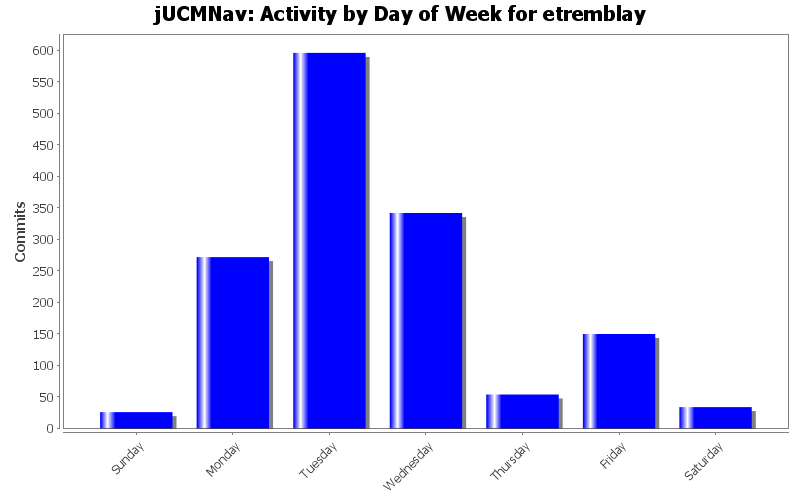 jUCMNav: Activity by Day of Week for etremblay
600
550
500
450
400
350
300
250
200
150
100
50
0
Commits
Sunday
Monday
Tuesday
Wednesday
Thursday
Friday
Saturday